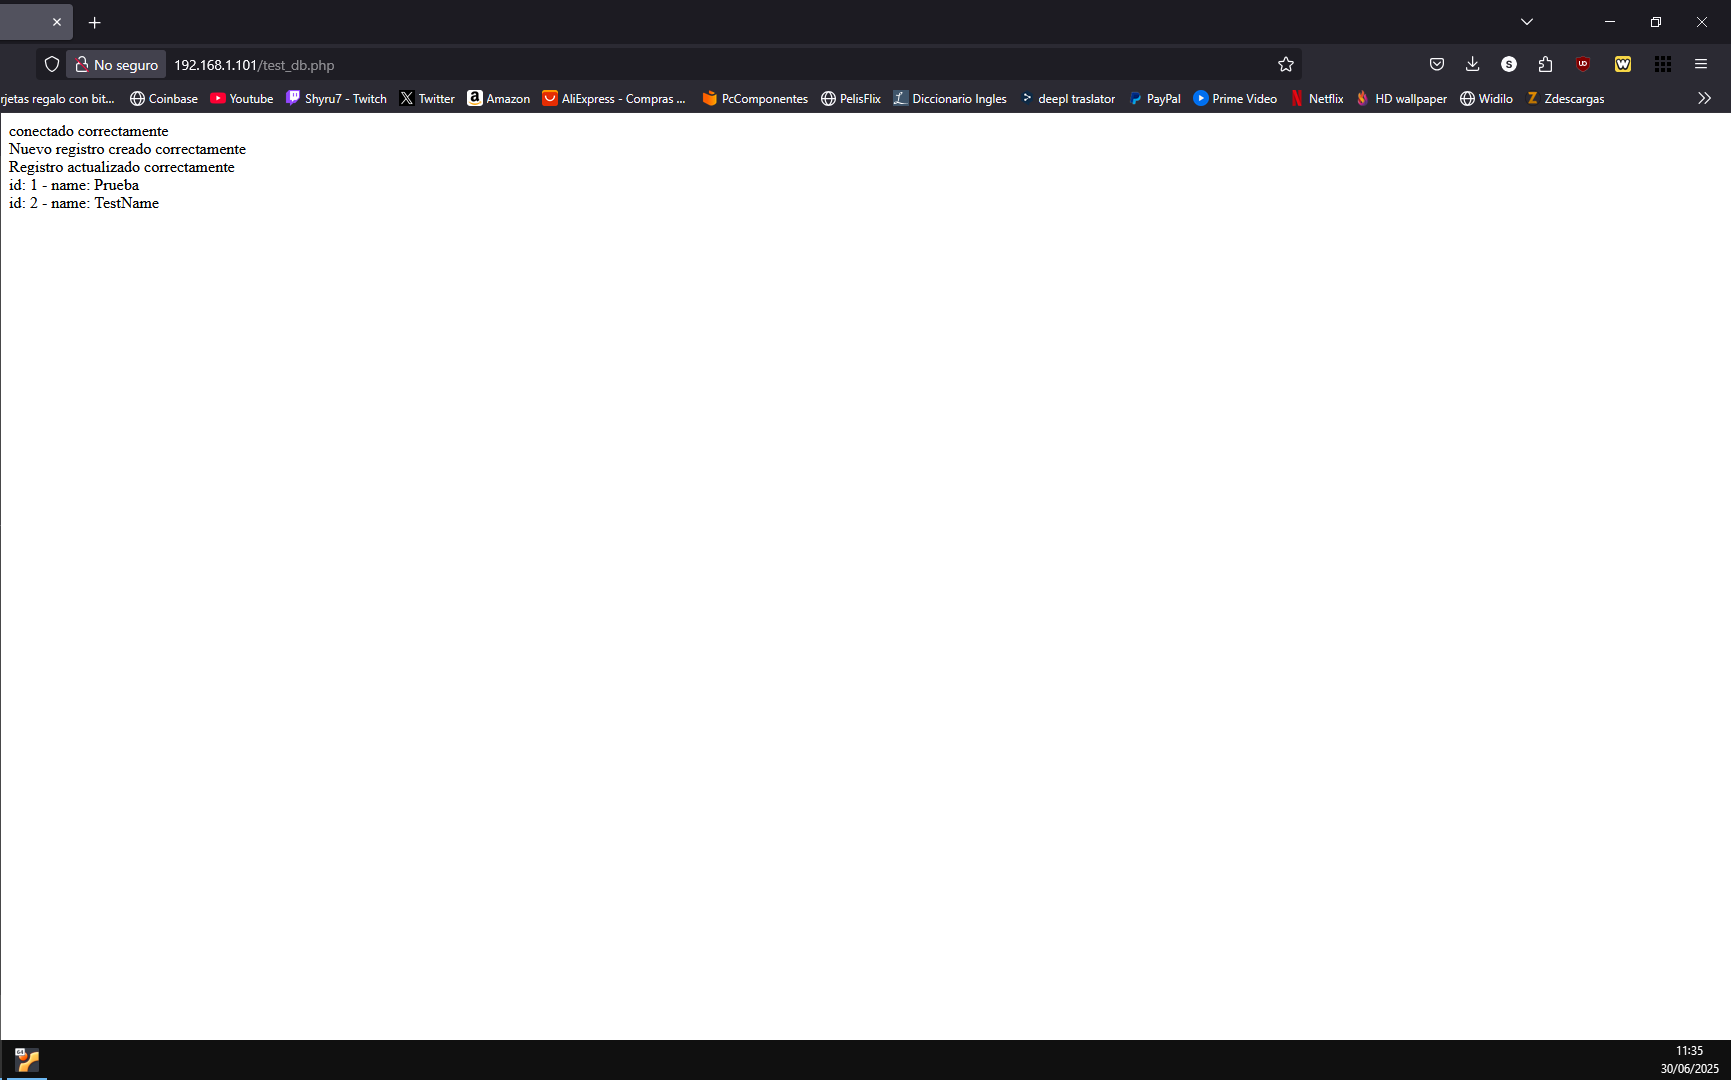 No seguro
192.168.1.101/test_db.php
rjetas regalo con bit...
Coinbase
Youtube
Shyru7 - Twitch
Twitter
Amazon
AliExpress - Compras ...
PcComponentes
PelisFlix
Diccionario Ingles
deepl traslator
PayPal
Prime Video
Netflix
HD wallpaper
Widilo
Zdescargas
conectado correctamente
Nuevo registro creado correctamente
Registro actualizado correctamente
id: 1 - name: Prueba
id: 2 - name: TestName
11:35
30/06/2025